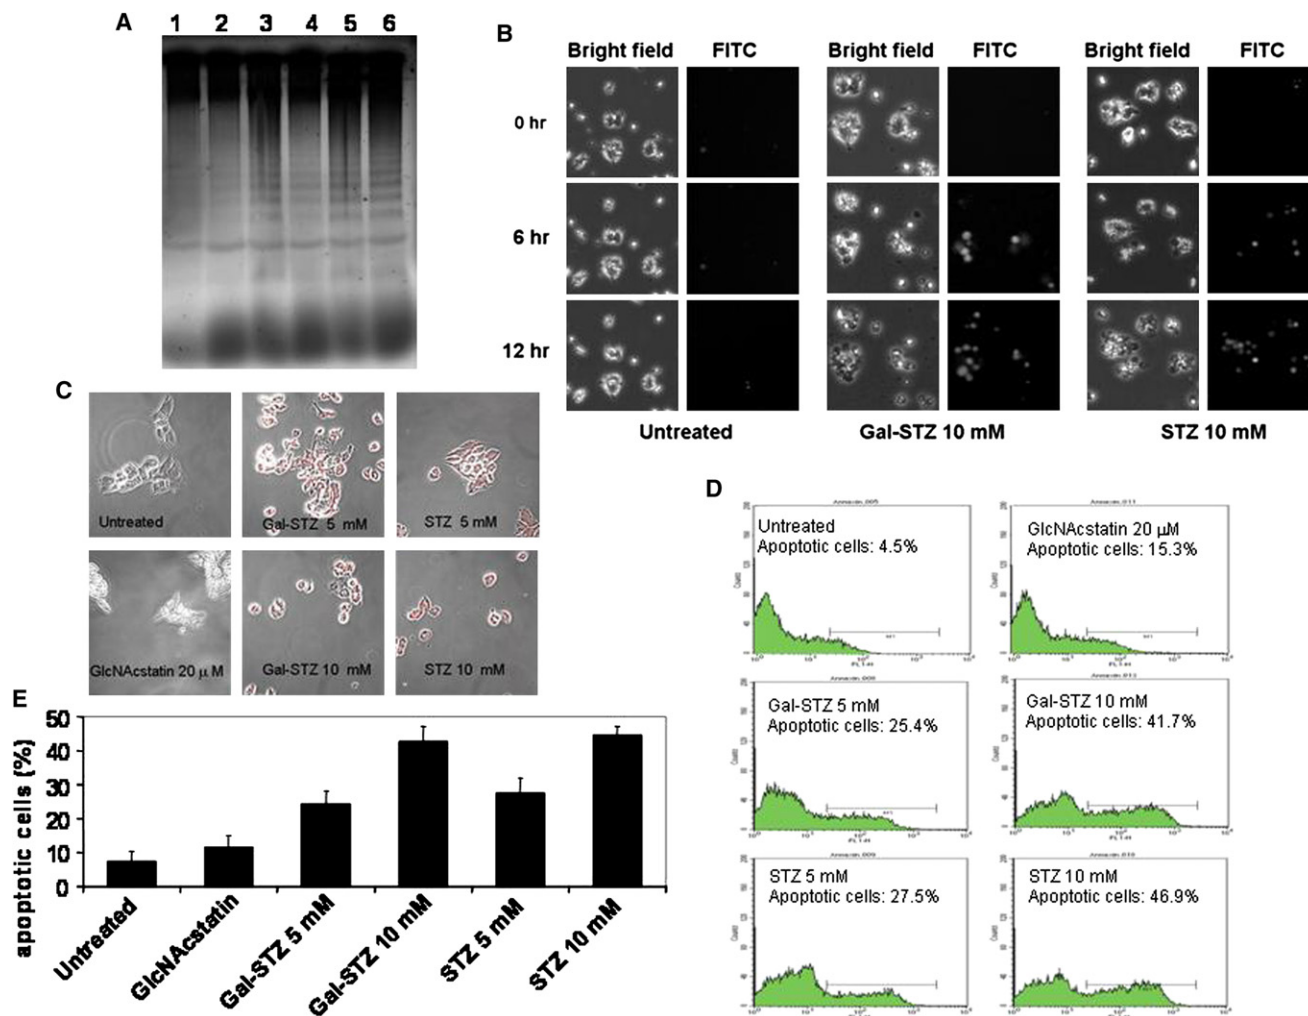 A
1 2 3 4 5 6
B
Bright field FITC Bright field FITC Bright field FITC
0 hr
6 hr
12 hr
Untreated Gal-STZ 10 mM STZ 10 mM
C
Untreated Gal-STZ 5 mM STZ 5 mM
GlcNAcstatin 20 μ M Gal-STZ 10 mM STZ 10 mM
D
Untreated
Apoptotic cells: 4.5%
GlcNAcstatin 20 μM
Apoptotic cells: 15.3%
Gal-STZ 5 mM
Apoptotic cells: 25.4%
Gal-STZ 10 mM
Apoptotic cells: 41.7%
STZ 5 mM
Apoptotic cells: 27.5%
STZ 10 mM
Apoptotic cells: 46.9%
E
apoptotic cells (%)
50
40
30
20
10
0
Untreated
GlcNAcstatin
Gal-STZ 5 mM
Gal-STZ 10 mM
STZ 5 mM
STZ 10 mM